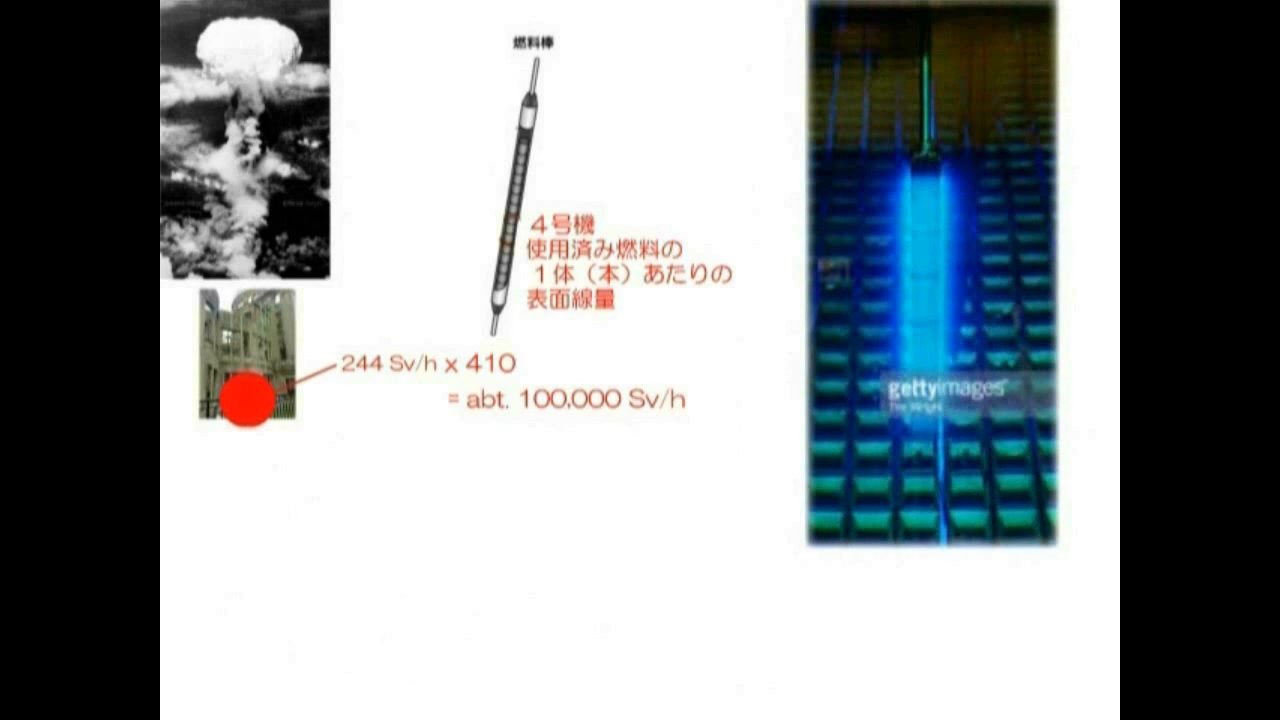 燃料棒
4号機
使用済み燃料の
1体（本）あたりの
表面線量
244 Sv/h x 410
= abt. 100,000 Sv/h
gettyimages